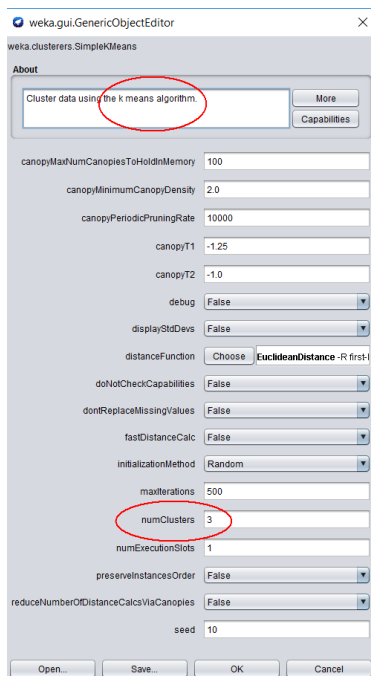 weka.gui.GenericObjectEditor
weka.clusterers.SimpleKMeans
About
Cluster data using the k means algorithm.
More
Capabilities
canopyMaxNumCanopiesToHoldInMemory 100
canopyMinimumCanopyDensity 2.0
canopyPeriodicPruningRate 10000
canopyT1 -1.25
canopyT2 -1.0
debug False
displayStdDevs False
distanceFunction Choose EuclideanDistance -R first-l
doNotCheckCapabilities False
dontReplaceMissingValues False
fastDistanceCalc False
initializationMethod Random
maxIterations 500
numClusters 3
numExecutionSlots 1
preserveInstancesOrder False
reduceNumberOfDistanceCalcsViaCanopies False
seed 10
Open... Save... OK Cancel